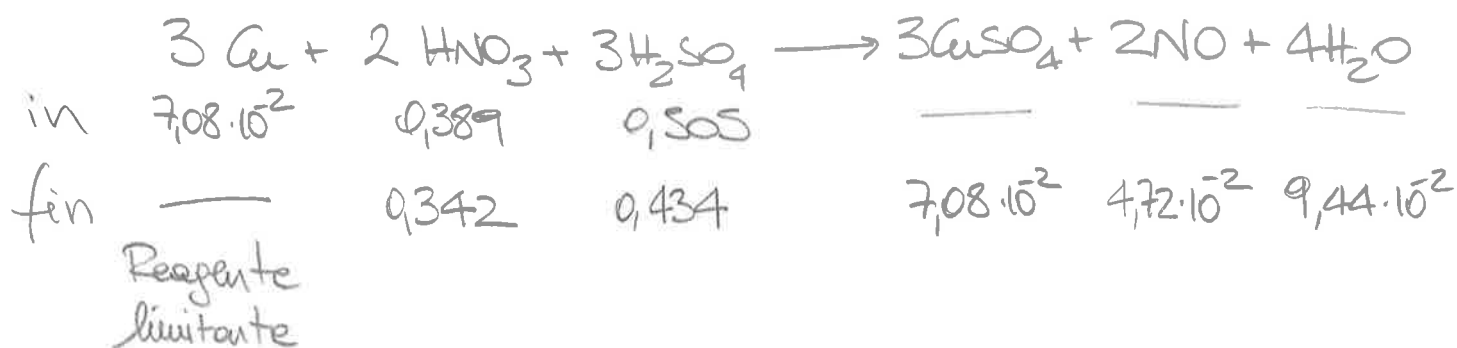 3 Cu + 2 HNO₃ + 3H₂SO₄ ⟶ 3CuSO₄ + 2NO + 4H₂O
in 7,08·10⁻² 0,389 0,505 — — —
fin — 0,342 0,434 7,08·10⁻² 4,72·10⁻² 9,44·10⁻²
Reagente
limitante